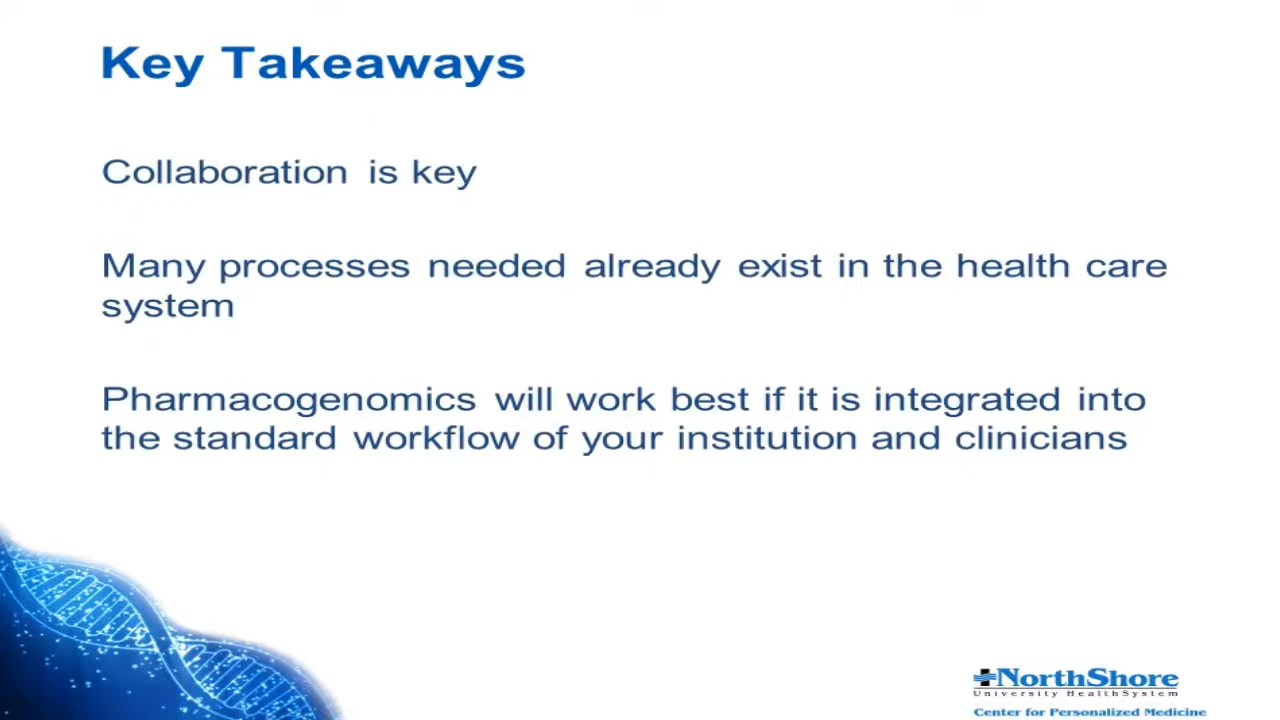 Key Takeaways
Collaboration is key
Many processes needed already exist in the health care
system
Pharmacogenomics will work best if it is integrated into
the standard workflow of your institution and clinicians
NorthShore
University HealthSystem
Center for Personalized Medicine